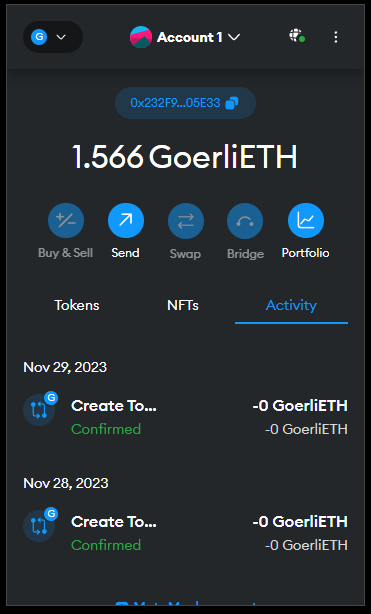 G
Account 1
0x232F9...05E33
1.566 GoerliETH
Buy & Sell Send Swap Bridge Portfolio
Tokens NFTs Activity
Nov 29, 2023
G
Create To... -0 GoerliETH
Confirmed -0 GoerliETH
Nov 28, 2023
G
Create To... -0 GoerliETH
Confirmed -0 GoerliETH